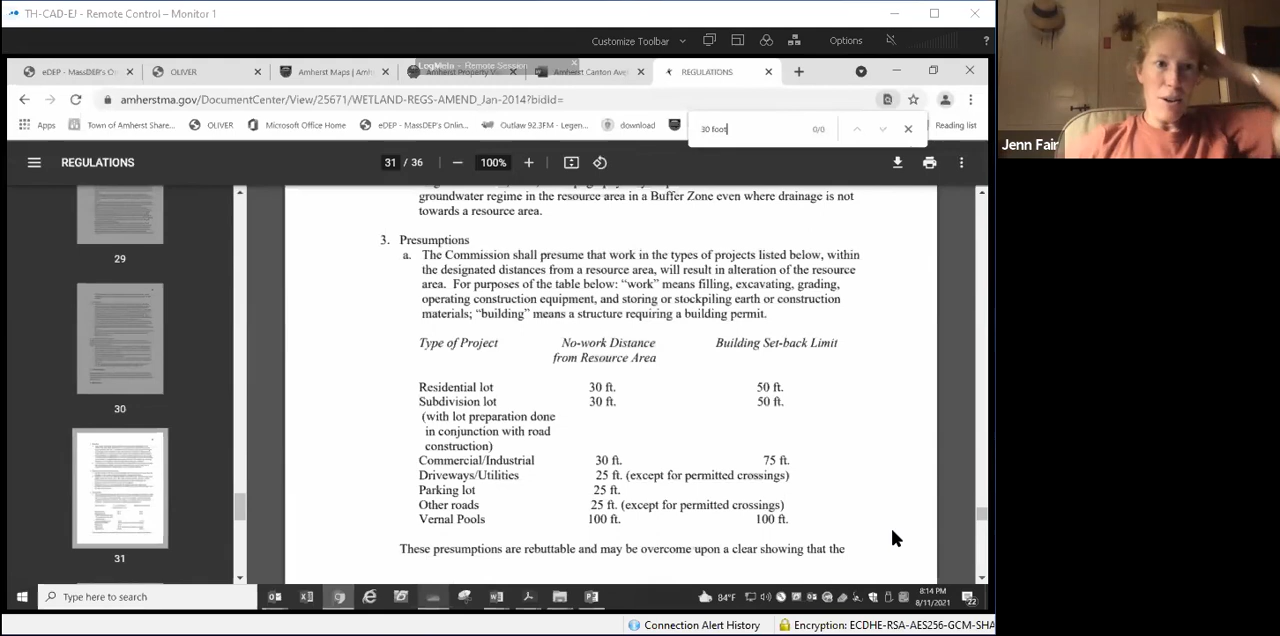 TH-CAD-EJ - Remote Control - Monitor 1
Customize Toolbar
Options
?
LogMeIn - Remote Session
eDEP - MassDEP's O
OLIVER
Amherst Maps | Amh
Amherst Property V
Amherst Canton Ave
REGULATIONS
amherstma.gov/DocumentCenter/View/25671/WETLAND-REGS-AMEND_Jan-2014?bidId=
Apps
Town of Amherst Share...
OLIVER
Microsoft Office Home
eDEP - MassDEP's Onlin...
Outlaw 92.3FM - Legen...
download
30 foot
0/0
Reading list
REGULATIONS
31 / 36
100%
29
30
31
groundwater regime in the resource area in a Buffer Zone even where drainage is not
towards a resource area.
3. Presumptions
a. The Commission shall presume that work in the types of projects listed below, within
the designated distances from a resource area, will result in alteration of the resource
area. For purposes of the table below: “work” means filling, excavating, grading,
operating construction equipment, and storing or stockpiling earth or construction
materials; “building” means a structure requiring a building permit.
Type of Project No-work Distance Building Set-back Limit
from Resource Area
Residential lot 30 ft. 50 ft.
Subdivision lot 30 ft. 50 ft.
(with lot preparation done
in conjunction with road
construction)
Commercial/Industrial 30 ft. 75 ft.
Driveways/Utilities 25 ft. (except for permitted crossings)
Parking lot 25 ft.
Other roads 25 ft. (except for permitted crossings)
Vernal Pools 100 ft. 100 ft.
These presumptions are rebuttable and may be overcome upon a clear showing that the
Type here to search
84°F
8:14 PM
8/11/2021
22
Connection Alert History
Encryption: ECDHE-RSA-AES256-GCM-SHA
Jenn Fair